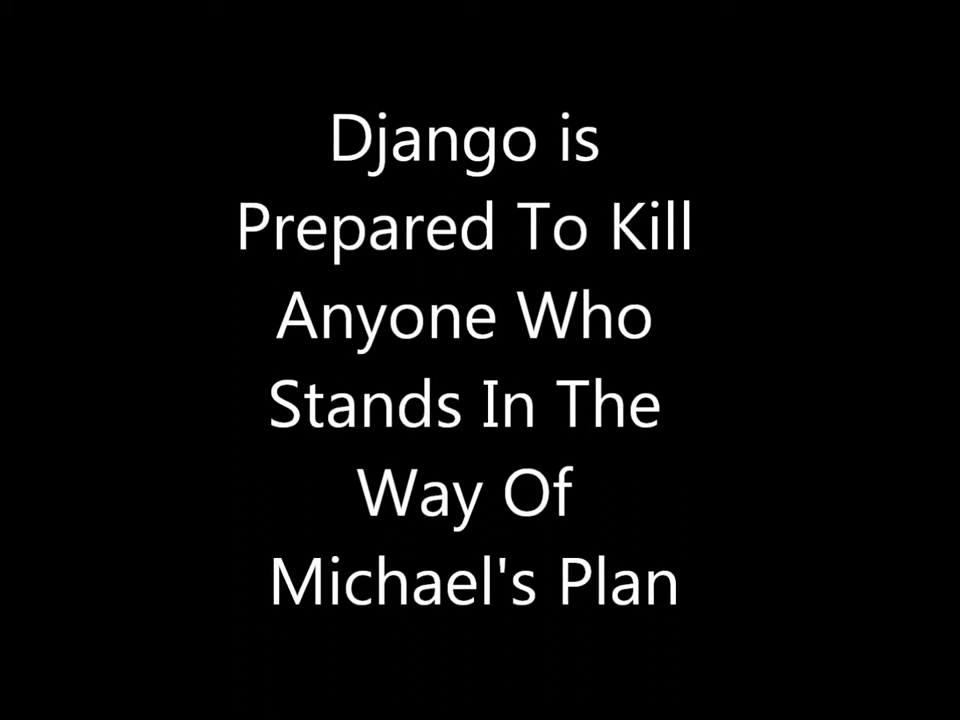 Django is
Prepared To Kill
Anyone Who
Stands In The
Way Of
Michael's Plan